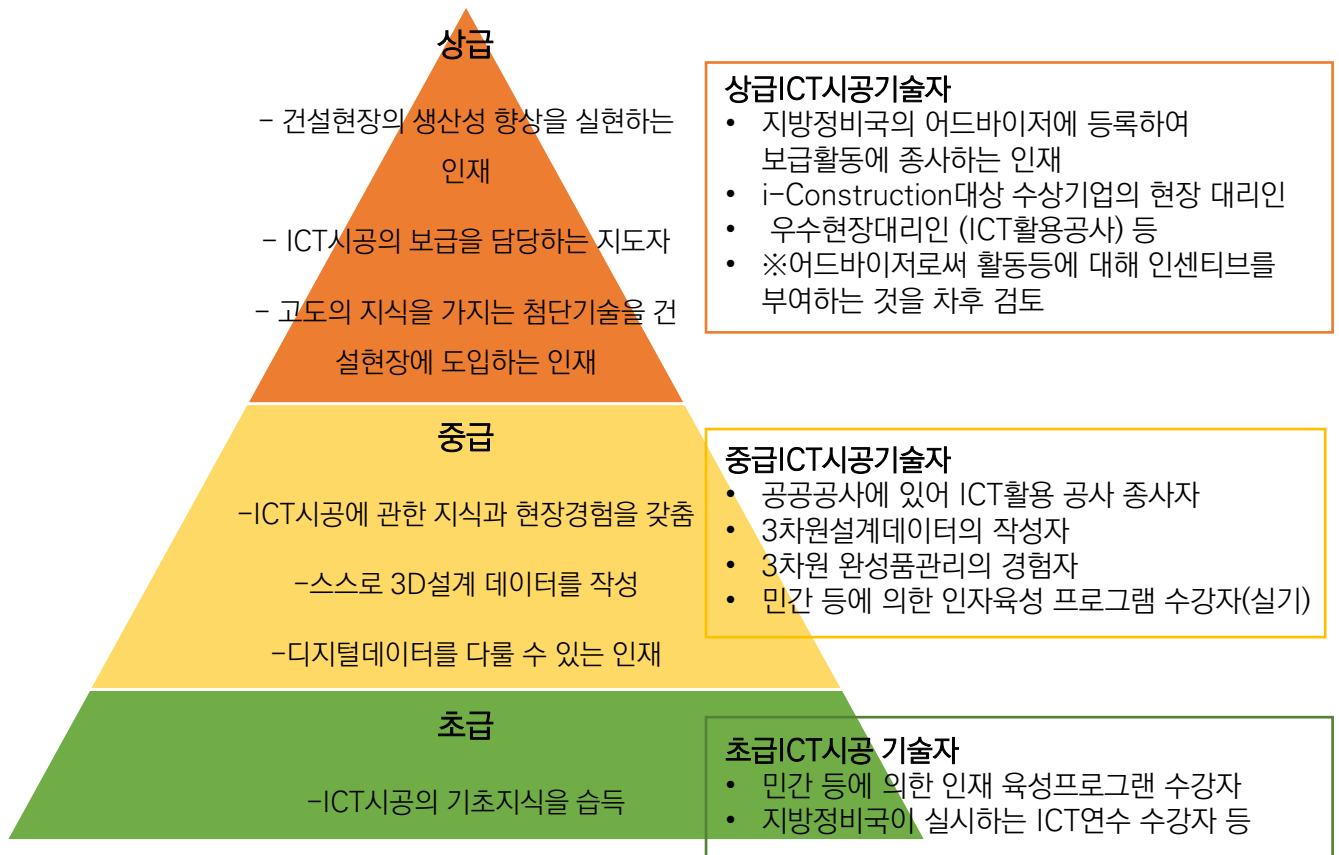 상급
- 건설현장의 생산성 향상을 실현하는
인재
- ICT시공의 보급을 담당하는 지도자
- 고도의 지식을 가지는 첨단기술을 건
설현장에 도입하는 인재
상급ICT시공기술자
• 지방정비국의 어드바이저에 등록하여
보급활동에 종사하는 인재
• i-Construction대상 수상기업의 현장 대리인
• 우수현장대리인 (ICT활용공사) 등
• ※어드바이저로써 활동등에 대해 인센티브를
부여하는 것을 차후 검토
중급
-ICT시공에 관한 지식과 현장경험을 갖춤
-스스로 3D설계 데이터를 작성
-디지털데이터를 다룰 수 있는 인재
중급ICT시공기술자
• 공공공사에 있어 ICT활용 공사 종사자
• 3차원설계데이터의 작성자
• 3차원 완성품관리의 경험자
• 민간 등에 의한 인자육성 프로그램 수강자(실기)
초급
-ICT시공의 기초지식을 습득
초급ICT시공 기술자
• 민간 등에 의한 인재 육성프로그랜 수강자
• 지방정비국이 실시하는 ICT연수 수강자 등